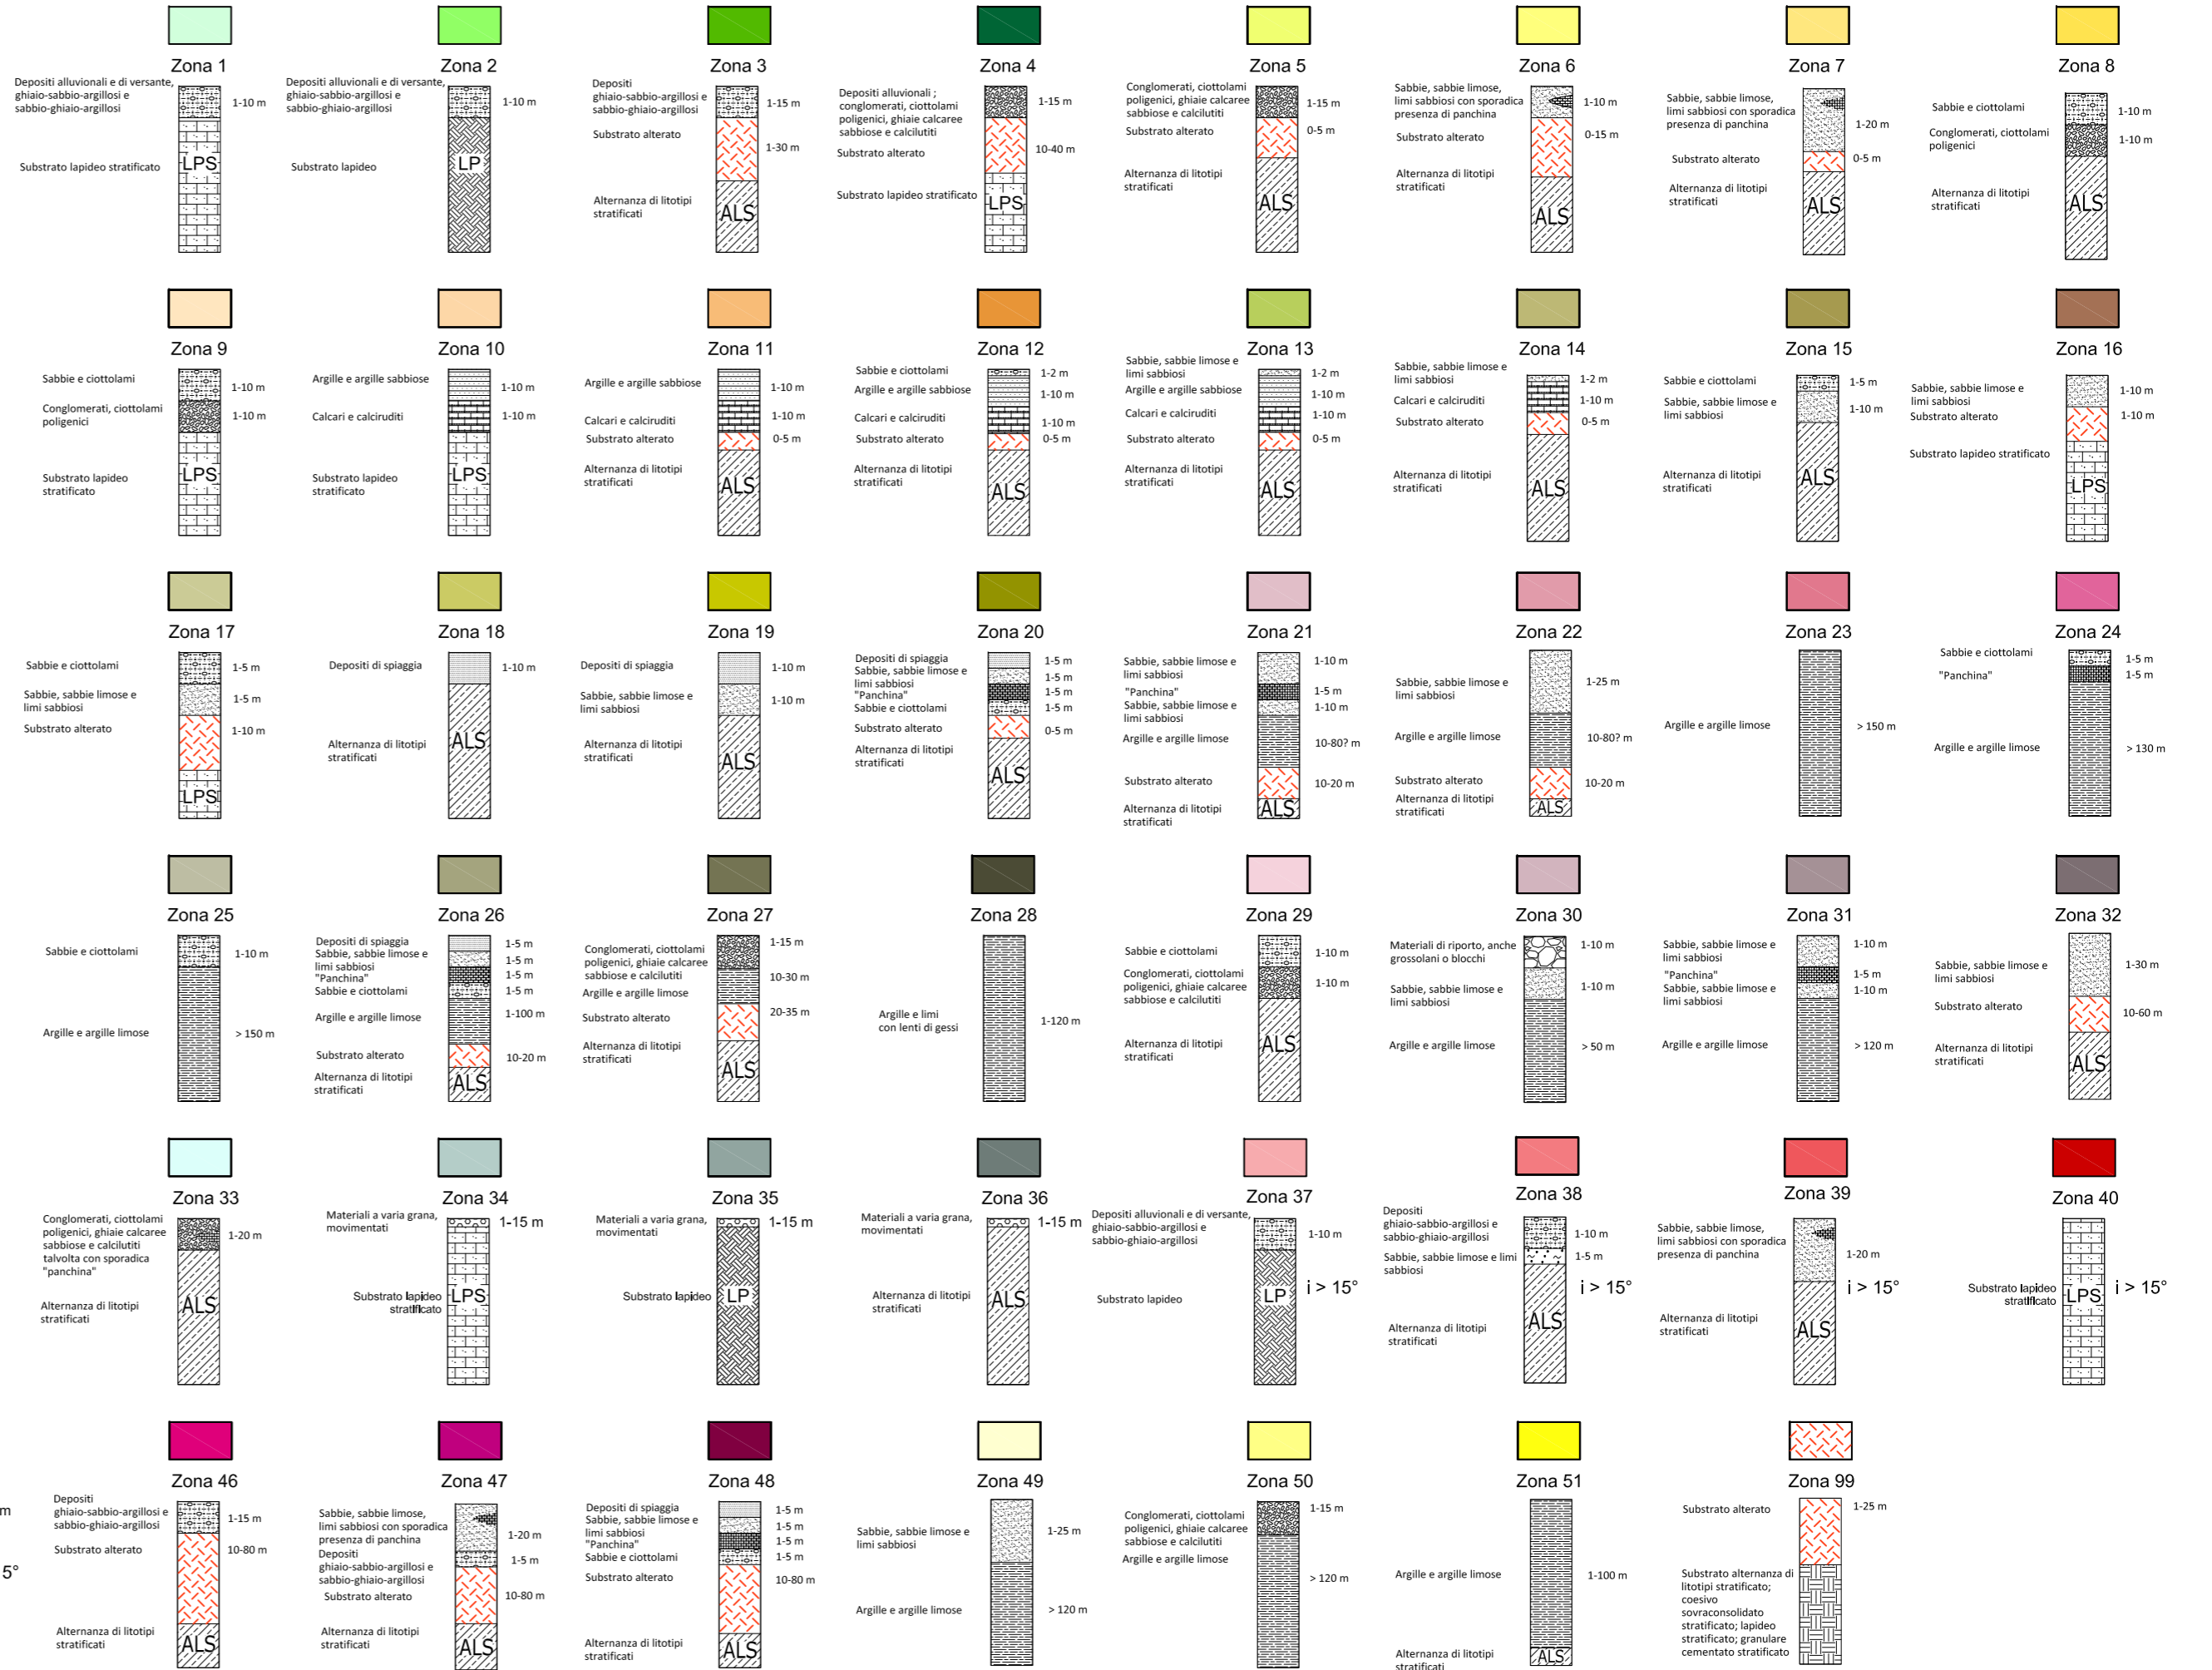 Zona 1
Depositi alluvionali e di versante,
ghiaio-sabbio-argillosi e
sabbio-ghiaio-argillosi
1-10 m
Substrato lapideo stratificato
LPS
Zona 2
Depositi alluvionali e di versante,
ghiaio-sabbio-argillosi e
sabbo-ghiaio-argillosi
1-10 m
Substrato lapideo
LP
Zona 3
Depositi
ghiaio-sabbio-argillosi e
sabbio-ghiaio-argillosi
1-15 m
Substrato alterato
1-30 m
Alternanza di litotipi
stratificati
ALS
Zona 4
Depositi alluvionali ;
conglomerati, ciottolami
poligenici, ghiaie calcaree
sabbiose e calcilutiti
1-15 m
Substrato alterato
10-40 m
Substrato lapideo stratificato
LPS
Zona 5
Conglomerati, ciottolami
poligenici, ghiaie calcaree
sabbiose e calcilutiti
1-15 m
Substrato alterato
0-5 m
Alternanza di litotipi
stratificati
ALS
Zona 6
Sabbie, sabbie limose,
limi sabbiosi con sporadica
presenza di panchina
1-10 m
Substrato alterato
0-15 m
Alternanza di litotipi
stratificati
ALS
Zona 7
Sabbie, sabbie limose,
limi sabbiosi con sporadica
presenza di panchina
1-20 m
Substrato alterato
0-5 m
Alternanza di litotipi
stratificati
ALS
Zona 8
Sabbie e ciottolami
1-10 m
Conglomerati, ciottolami
poligenici
1-10 m
Alternanza di litotipi
stratificati
ALS
Zona 9
Sabbie e ciottolami
1-10 m
Conglomerati, ciottolami
poligenici
1-10 m
Substrato lapideo
stratificato
LPS
Zona 10
Argille e argille sabbiose
1-10 m
Calcari e calciruditi
1-10 m
Substrato lapideo
stratificato
LPS
Zona 11
Argille e argille sabbiose
1-10 m
Calcari e calciruditi
1-10 m
Substrato alterato
0-5 m
Alternanza di litotipi
stratificati
ALS
Zona 12
Sabbie e ciottolami
1-2 m
Argille e argille sabbiose
1-10 m
Calcari e calciruditi
1-10 m
Substrato alterato
0-5 m
Alternanza di litotipi
stratificati
ALS
Zona 13
Sabbie, sabbie limose e
limi sabbiosi
1-2 m
Argille e argille sabbiose
1-10 m
Calcari e calciruditi
1-10 m
Substrato alterato
0-5 m
Alternanza di litotipi
stratificati
ALS
Zona 14
Sabbie, sabbie limose e
limi sabbiosi
1-2 m
Calcari e calciruditi
1-10 m
Substrato alterato
0-5 m
Alternanza di litotipi
stratificati
ALS
Zona 15
Sabbie e ciottolami
1-5 m
Sabbie, sabbie limose e
limi sabbiosi
1-10 m
Alternanza di litotipi
stratificati
ALS
Zona 16
Sabbie, sabbie limose e
limi sabbiosi
1-10 m
Substrato alterato
1-10 m
Substrato lapideo stratificato
LPS
Zona 17
Sabbie e ciottolami
1-5 m
Sabbie, sabbie limose e
limi sabbiosi
1-5 m
Substrato alterato
1-10 m
LPS
Zona 18
Depositi di spiaggia
1-10 m
Alternanza di litotipi
stratificati
ALS
Zona 19
Depositi di spiaggia
1-10 m
Sabbie, sabbie limose e
limi sabbiosi
1-10 m
Alternanza di litotipi
stratificati
ALS
Zona 20
Depositi di spiaggia
1-5 m
Sabbie, sabbie limose e
limi sabbiosi
1-5 m
"Panchina"
1-5 m
Sabbie e ciottolami
1-5 m
Substrato alterato
0-5 m
Alternanza di litotipi
stratificati
ALS
Zona 21
Sabbie, sabbie limose e
limi sabbiosi
1-10 m
"Panchina"
1-5 m
Sabbie, sabbie limose e
limi sabbiosi
1-10 m
Argille e argille limose
10-80? m
Substrato alterato
10-20 m
Alternanza di litotipi
stratificati
ALS
Zona 22
Sabbie, sabbie limose e
limi sabbiosi
1-25 m
Argille e argille limose
10-80? m
Substrato alterato
10-20 m
Alternanza di litotipi
stratificati
ALS
Zona 23
Argille e argille limose
> 150 m
Zona 24
Sabbie e ciottolami
1-5 m
"Panchina"
1-5 m
Argille e argille limose
> 130 m
Zona 25
Sabbie e ciottolami
1-10 m
Argille e argille limose
> 150 m
Zona 26
Depositi di spiaggia
1-5 m
Sabbie, sabbie limose e
limi sabbiosi
1-5 m
"Panchina"
1-5 m
Sabbie e ciottolami
1-5 m
Argille e argille limose
1-100 m
Substrato alterato
10-20 m
Alternanza di litotipi
stratificati
ALS
Zona 27
Conglomerati, ciottolami
poligenici, ghiaie calcaree
sabbiose e calcilutiti
1-15 m
Argille e argille limose
10-30 m
Substrato alterato
20-35 m
Alternanza di litotipi
stratificati
ALS
Zona 28
Argille e limi
con lenti di gessi
1-120 m
Zona 29
Sabbie e ciottolami
1-10 m
Conglomerati, ciottolami
poligenici, ghiaie calcaree
sabbiose e calcilutiti
1-10 m
Alternanza di litotipi
stratificati
ALS
Zona 30
Materiali di riporto, anche
grossolani o blocchi
1-10 m
Sabbie, sabbie limose e
limi sabbiosi
1-10 m
Argille e argille limose
> 50 m
Zona 31
Sabbie, sabbie limose e
limi sabbiosi
1-10 m
"Panchina"
1-5 m
Sabbie, sabbie limose e
limi sabbiosi
1-10 m
Argille e argille limose
> 120 m
Zona 32
Sabbie, sabbie limose e
limi sabbiosi
1-30 m
Substrato alterato
10-60 m
Alternanza di litotipi
stratificati
ALS
Zona 33
Conglomerati, ciottolami
poligenici, ghiaie calcaree
sabbiose e calcilutiti
talvolta con sporadica
"panchina"
1-20 m
Alternanza di litotipi
stratificati
ALS
Zona 34
Materiali a varia grana,
movimentati
1-15 m
Substrato lapideo
stratificato
LPS
Zona 35
Materiali a varia grana,
movimentati
1-15 m
Substrato lapideo
LP
Zona 36
Materiali a varia grana,
movimentati
1-15 m
Alternanza di litotipi
stratificati
ALS
Zona 37
Depositi alluvionali e di versante,
ghiaio-sabbio-argillosi e
sabbio-ghiaio-argillosi
1-10 m
Substrato lapideo
LP
i > 15°
Zona 38
Depositi
ghiaio-sabbio-argillosi e
sabbio-ghiaio-argillosi
1-10 m
Sabbie, sabbie limose e limi
sabbiosi
1-5 m
i > 15°
Alternanza di litotipi
stratificati
ALS
Zona 39
Sabbie, sabbie limose,
limi sabbiosi con sporadica
presenza di panchina
1-20 m
i > 15°
Alternanza di litotipi
stratificati
ALS
Zona 40
Substrato lapideo
stratificato
LPS
i > 15°
m
5°
Zona 46
Depositi
ghiaio-sabbio-argillosi e
sabbio-ghiaio-argillosi
1-15 m
Substrato alterato
10-80 m
Alternanza di litotipi
stratificati
ALS
Zona 47
Sabbie, sabbie limose,
limi sabbiosi con sporadica
presenza di panchina
1-20 m
Depositi
ghiaio-sabbio-argillosi e
sabbio-ghiaio-argillosi
1-5 m
Substrato alterato
10-80 m
Alternanza di litotipi
stratificati
ALS
Zona 48
Depositi di spiaggia
1-5 m
Sabbie, sabbie limose e
limi sabbiosi
1-5 m
"Panchina"
1-5 m
Sabbie e ciottolami
1-5 m
Substrato alterato
10-80 m
Alternanza di litotipi
stratificati
ALS
Zona 49
Sabbie, sabbie limose e
limi sabbiosi
1-25 m
Argille e argille limose
> 120 m
Zona 50
Conglomerati, ciottolami
poligenici, ghiaie calcaree
sabbiose e calcilutiti
1-15 m
Argille e argille limose
> 120 m
Zona 51
Argille e argille limose
1-100 m
Alternanza di litotipi
stratificati
ALS
Zona 99
Substrato alterato
1-25 m
Substrato alternanza di
litotipi stratificato;
coesivo
sovraconsolidato
stratificato; lapideo
stratificato; granulare
cementato stratificato